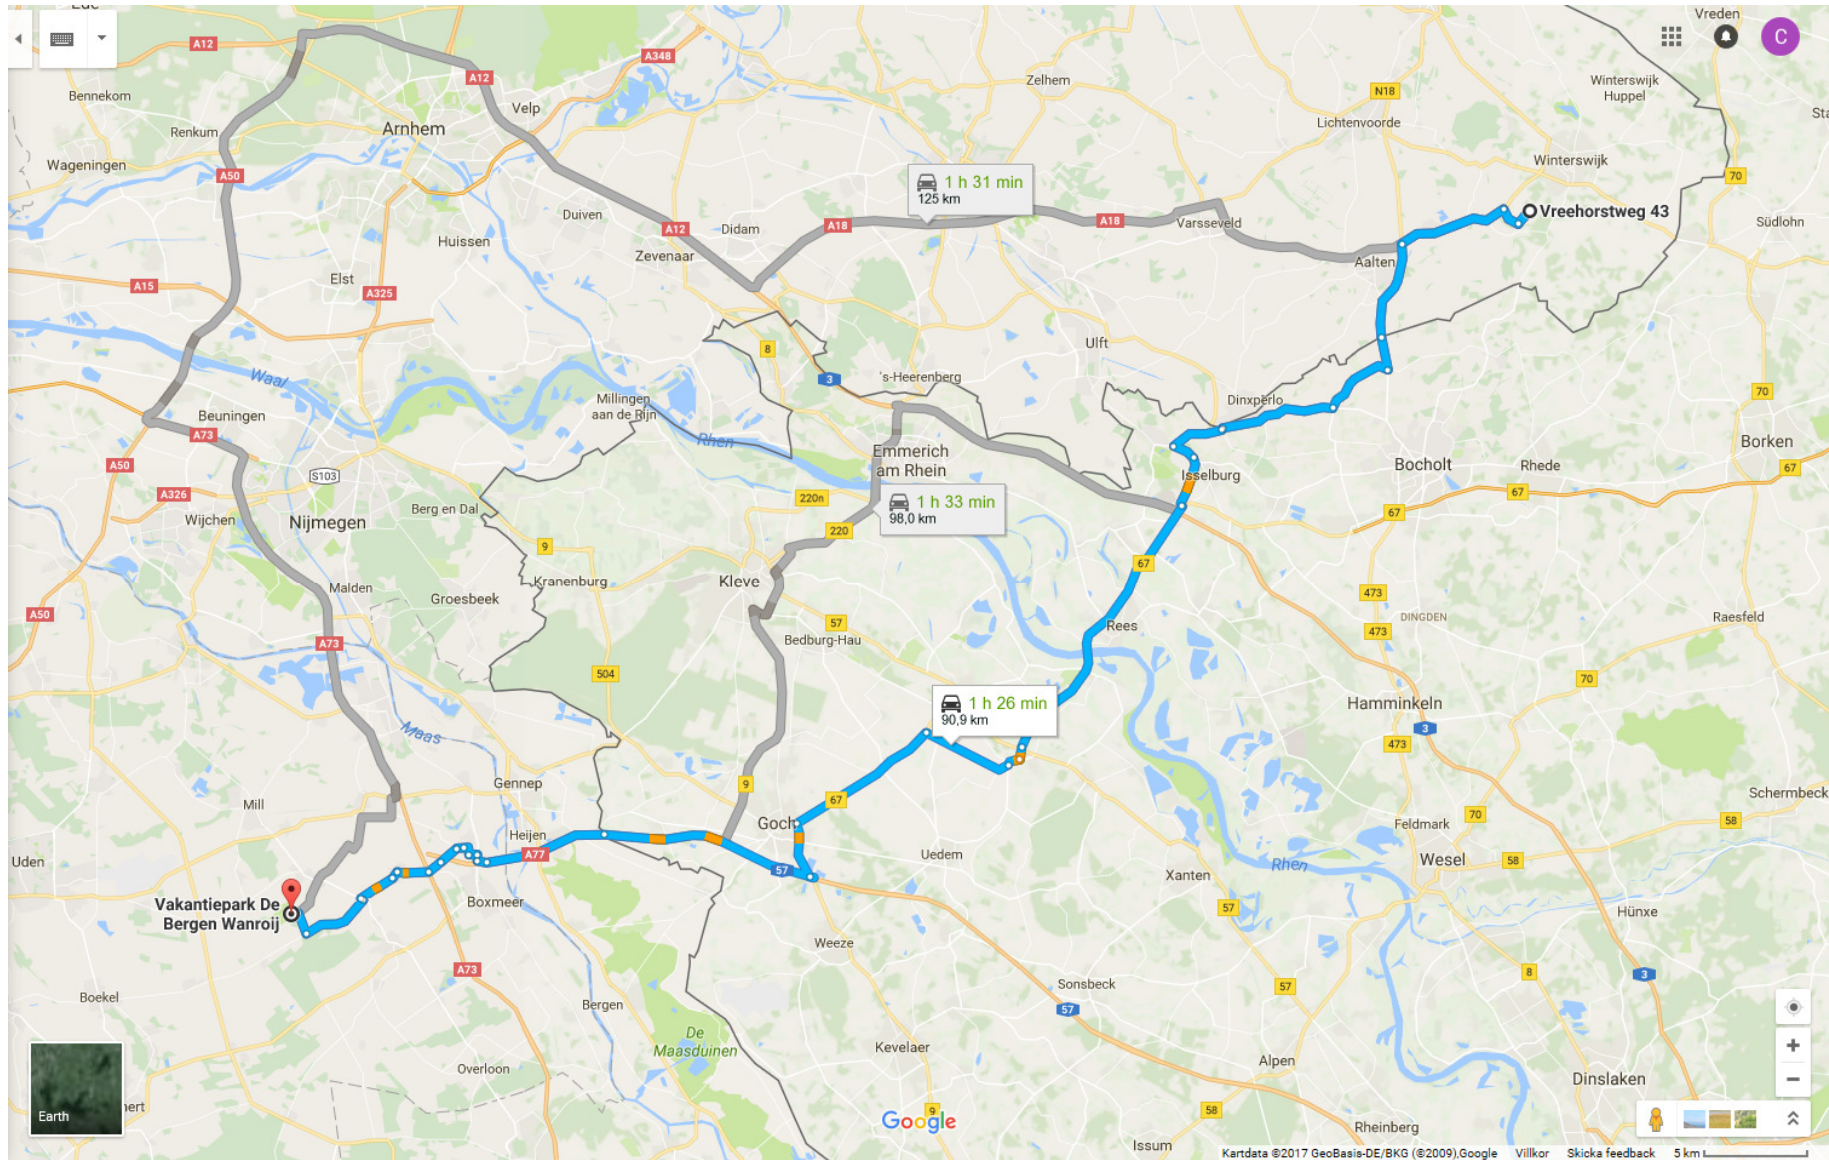 Vreden
C
A12
A348
A12
Zelhem
Winterswijk
Huppel
Bennekom
Velp
N18
Lichtenvoorde
Renkum
Arnhem
Wageningen
Winterswijk
A50
70
1 h 31 min
125 km
Duiven
A12
Didam
A18
A18
Varsseveld
Vreehorstweg 43
Südlohn
Huissen
Zevenaar
Aalten
Elst
A15
A325
Ulft
8
Waal
3
's-Heerenberg
Millingen
aan de Rijn
Dinxperlo
70
Beuningen
A73
Rhen
Borken
Emmerich
am Rhein
A50
S103
Isselburg
Bocholt
Rhede
67
A326
220n
67
Wijchen
Nijmegen
Berg en Dal
1 h 33 min
98,0 km
67
220
9
67
Kleve
Kranenburg
Malden
Groesbeek
473
A50
57
DINGDEN
Raesfeld
Rees
473
A73
Bedburg-Hau
504
70
1 h 26 min
90,9 km
Hamminkeln
3
Maas
473
Gennep
9
Schermbeck
Mill
67
70
58
Goch
Feldmark
Heijen
A77
Uedem
Rhen
Wesel
58
Uden
57
Xanten
Boxmeer
Vakantiepark De
Bergen Wanroij
57
Hünxe
Weeze
A73
8
3
Boekel
Sonsbeck
57
Bergen
57
De
Maasduinen
Kevelaer
Overloon
Alpen
Dinslaken
Earth
9
Google
58
Rheinberg
Issum
Kartdata ©2017 GeoBasis-DE/BKG (©2009),Google Villkor Skicka feedback 5 km